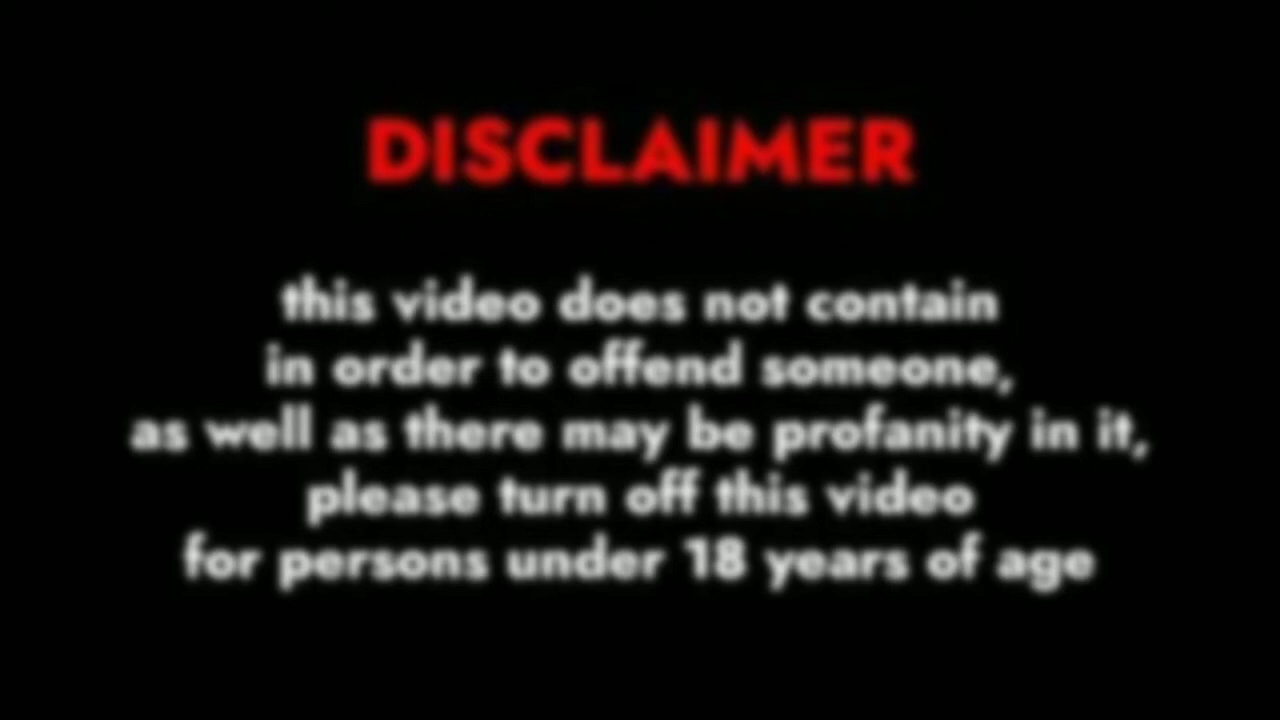 DISCLAIMER
this video does not contain
in order to offend someone,
as well as there may be profanity in it,
please turn off this video
for persons under 18 years of age